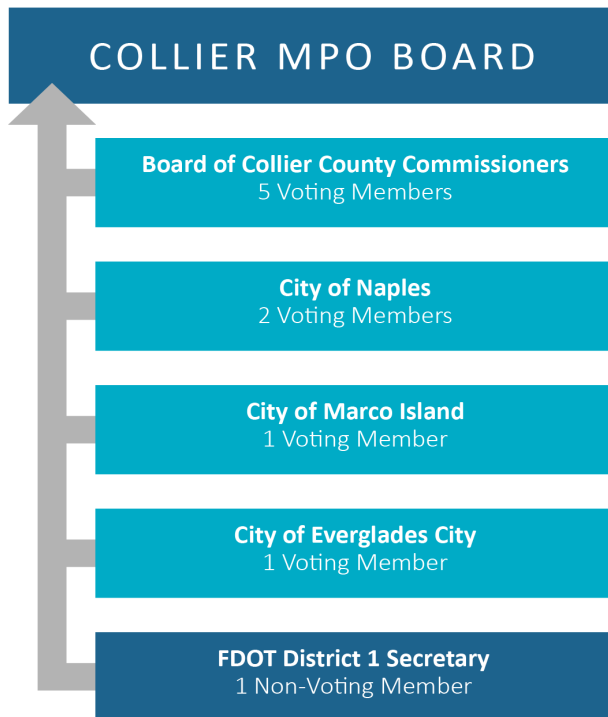 COLLIER MPO BOARD
Board of Collier County Commissioners
5 Voting Members
City of Naples
2 Voting Members
City of Marco Island
1 Voting Member
City of Everglades City
1 Voting Member
FDOT District 1 Secretary
1 Non-Voting Member